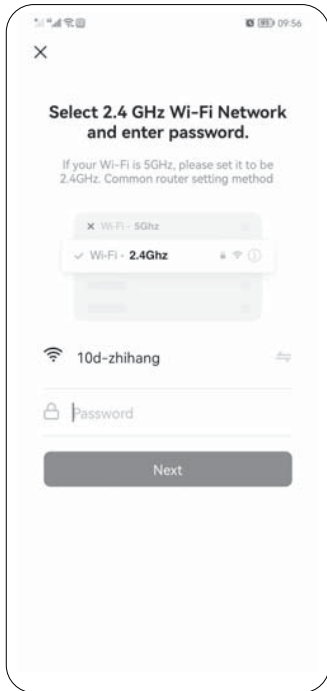 09:56
Select 2.4 GHz Wi-Fi Network
and enter password.
If your Wi-Fi is 5GHz, please set it to be
2.4GHz. Common router setting method
Wi-Fi - 5Ghz
Wi-Fi - 2.4Ghz
10d-zhihang
Password
Next